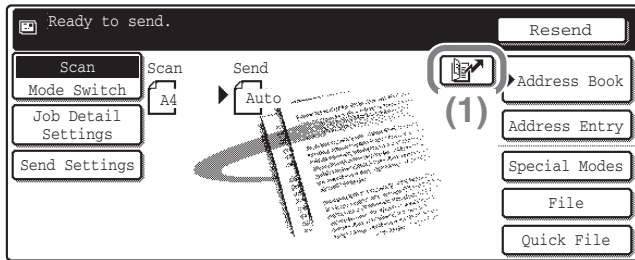 Ready to send.
Resend
Scan
Mode Switch
Scan
A4
Send
Auto
(1)
Address Book
Job Detail
Settings
Address Entry
Send Settings
Special Modes
File
Quick File